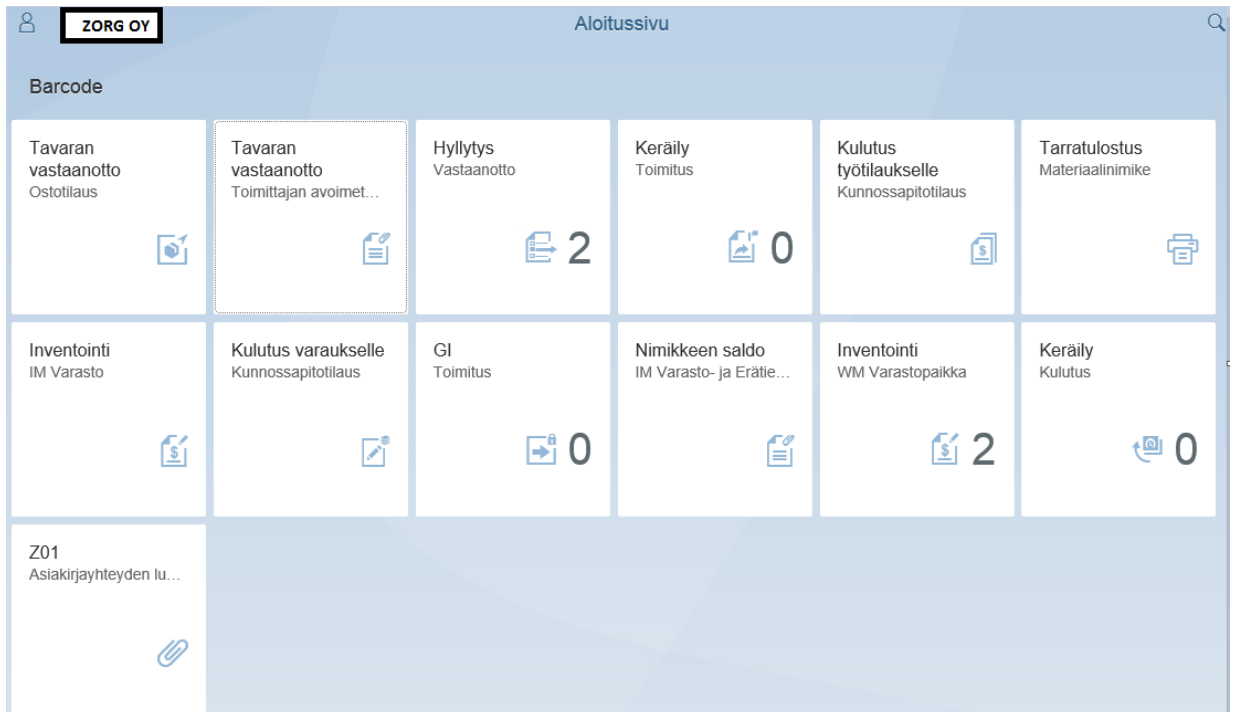 ZORG OY
Aloitussivu
Barcode
Tavaran
vastaanotto
Ostotilaus
Tavaran
vastaanotto
Toimittajan avoimet...
Hyllytys
Vastaanotto
2
Keräily
Toimitus
0
Kulutus
työtilaukselle
Kunnossapitotilaus
Tarratulostus
Materiaalinimike
Inventointi
IM Varasto
Kulutus varaukselle
Kunnossapitotilaus
GI
Toimitus
0
Nimikkeen saldo
IM Varasto- ja Erätie...
Inventointi
WM Varastopaikka
2
Keräily
Kulutus
0
Z01
Asiakirjayhteyden lu...